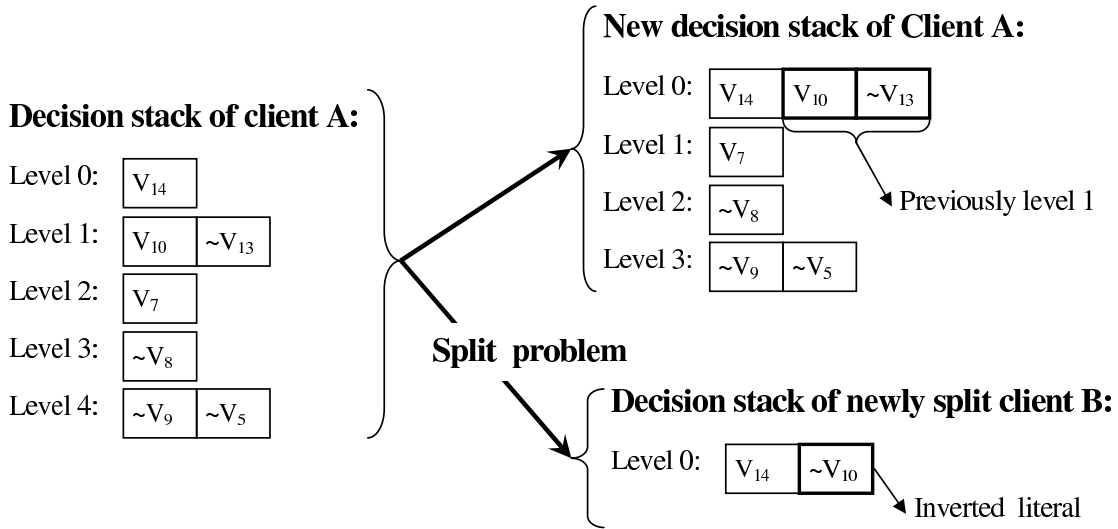 Decision stack of client A:
Level 0: V14
Level 1: V10 ~V13
Level 2: V7
Level 3: ~V8
Level 4: ~V9 ~V5
Split problem
New decision stack of Client A:
Level 0: V14 V10 ~V13
Level 1: V7
Previously level 1
Level 2: ~V8
Level 3: ~V9 ~V5
Decision stack of newly split client B:
Level 0: V14 ~V10
Inverted literal